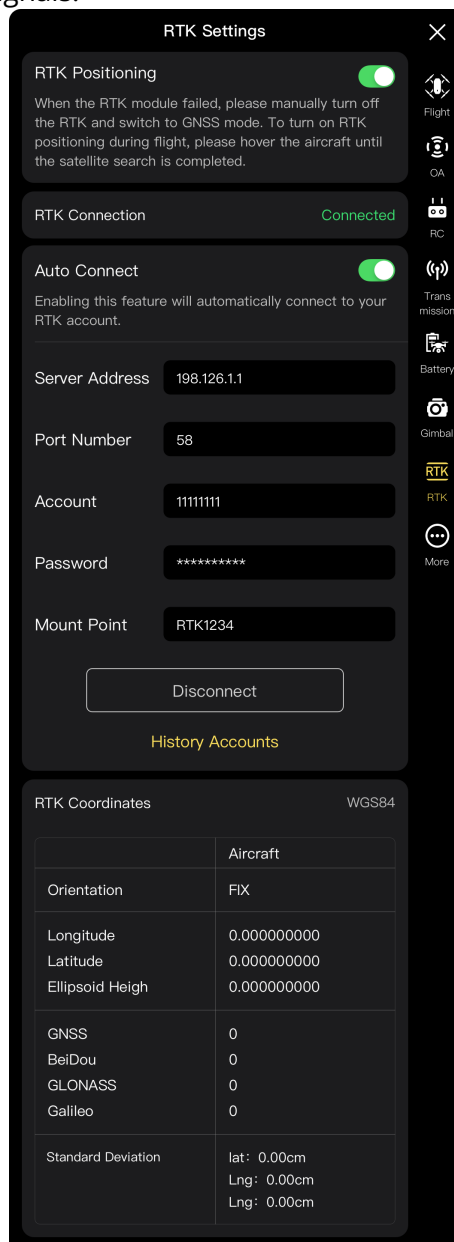 RTK Settings
RTK Positioning
When the RTK module failed, please manually turn off
the RTK and switch to GNSS mode. To turn on RTK
positioning during flight, please hover the aircraft until
the satellite search is completed.
RTK Connection Connected
Auto Connect
Enabling this feature will automatically connect to your
RTK account.
Server Address 198.126.1.1
Port Number 58
Account 11111111
Password **********
Mount Point RTK1234
Disconnect
History Accounts
RTK Coordinates WGS84
Aircraft
Orientation FIX
Longitude 0.000000000
Latitude 0.000000000
Ellipsoid Heigh 0.000000000
GNSS 0
BeiDou 0
GLONASS 0
Galileo 0
Standard Deviation lat: 0.00cm
Lng: 0.00cm
Lng: 0.00cm
Flight
OA
RC
Trans
mission
Battery
Gimbal
RTK
RTK
More